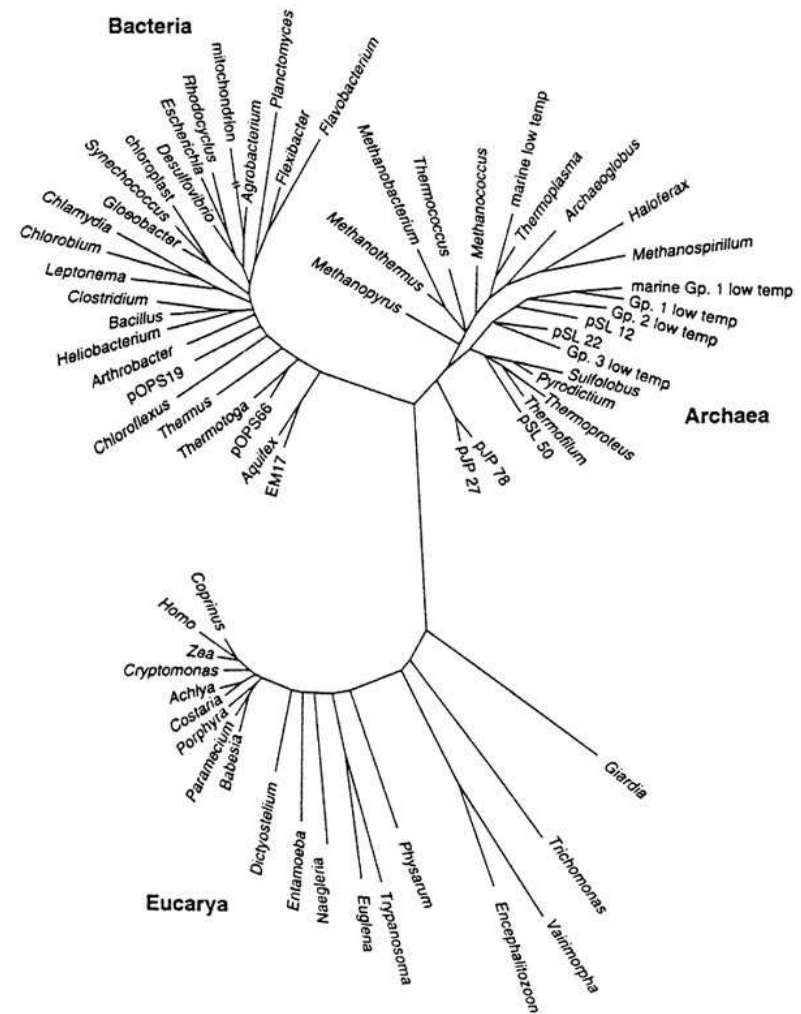 Bacteria
Planctomyces
mitochondrion
Rhodocyclus
Escherichia
Desulfovibrio
chloroplast
Synechococcus
Gloeobacter
Chlamydia
Chlorobium
Leptonema
Clostridium
Bacillus
Heliobacterium
Arthrobacter
pOPS19
Chloroflexus
Thermus
Thermotoga
pOPS66
Aquifex
EM17
Agrobacterium
Flexibacter
Flavobacterium
Methanobacterium
Thermococcus
Methanothermus
Methanopyrus
Methanococcus
marine low temp
Thermoplasma
Archaeoglobus
Haloferax
Methanospirillum
marine Gp. 1 low temp
Gp. 1 low temp
Gp. 2 low temp
pSL 12
pSL 22
Gp. 3 low temp
Sulfolobus
Pyrodictium
Thermoproteus
Thermofilum
pSL 50
pJP 78
pJP 27
Archaea
Coprinus
Homo
Zea
Cryptomonas
Achlya
Costaria
Porphyra
Paramecium
Babesia
Dictyostelium
Entamoeba
Naegleria
Euglena
Trypanosoma
Physarum
Encephalitozoon
Vairimorpha
Trichomonas
Giardia
Eucarya